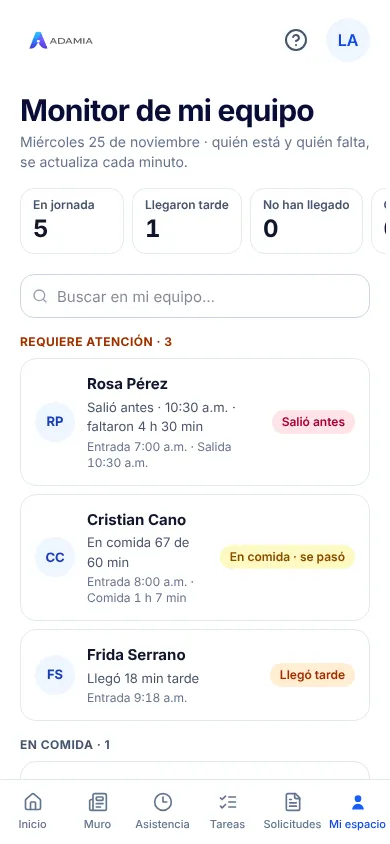 ADAMIA
LA
Monitor de mi equipo
Miércoles 25 de noviembre · quién está y quién falta,
se actualiza cada minuto.
En jornada
5
Llegaron tarde
1
No han llegado
0
Buscar en mi equipo...
REQUIERE ATENCIÓN · 3
RP
Rosa Pérez
Salió antes · 10:30 a.m. ·
faltaron 4 h 30 min
Entrada 7:00 a.m. · Salida
10:30 a.m.
Salió antes
CC
Cristian Cano
En comida 67 de
60 min
Entrada 8:00 a.m. ·
Comida 1 h 7 min
En comida · se pasó
FS
Frida Serrano
Llegó 18 min tarde
Entrada 9:18 a.m.
Llegó tarde
EN COMIDA · 1
Inicio
Muro
Asistencia
Tareas
Solicitudes
Mi espacio